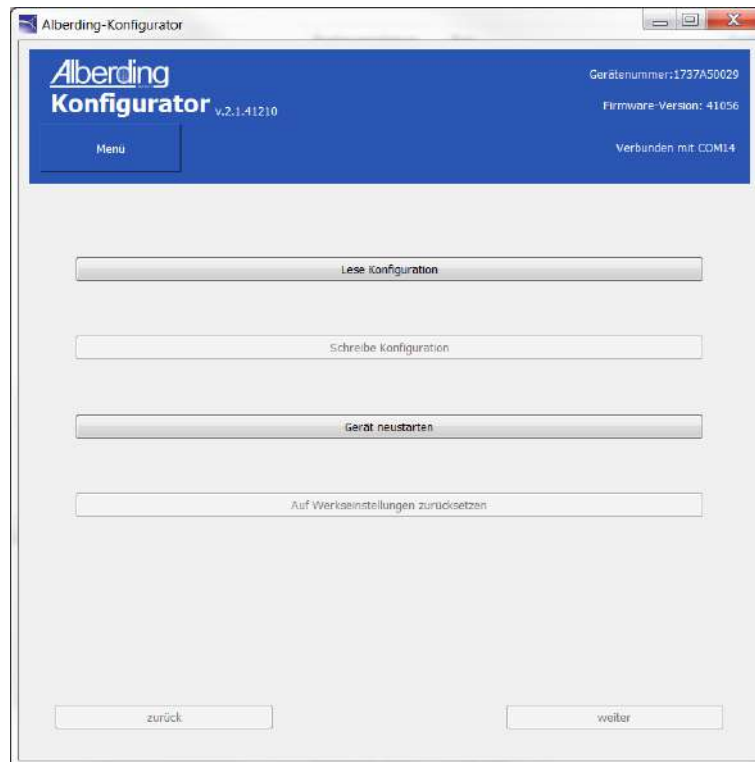 Alberding-Konfigurator
Alberding
Konfigurator v.2.1.41210
Gerätenummer:1737A50029
Firmware-Version: 41056
Menü
Verbunden mit COM14
Lese Konfiguration
Schreibe Konfiguration
Gerät neustarten
Auf Werkseinstellungen zurücksetzen
zurück
weiter